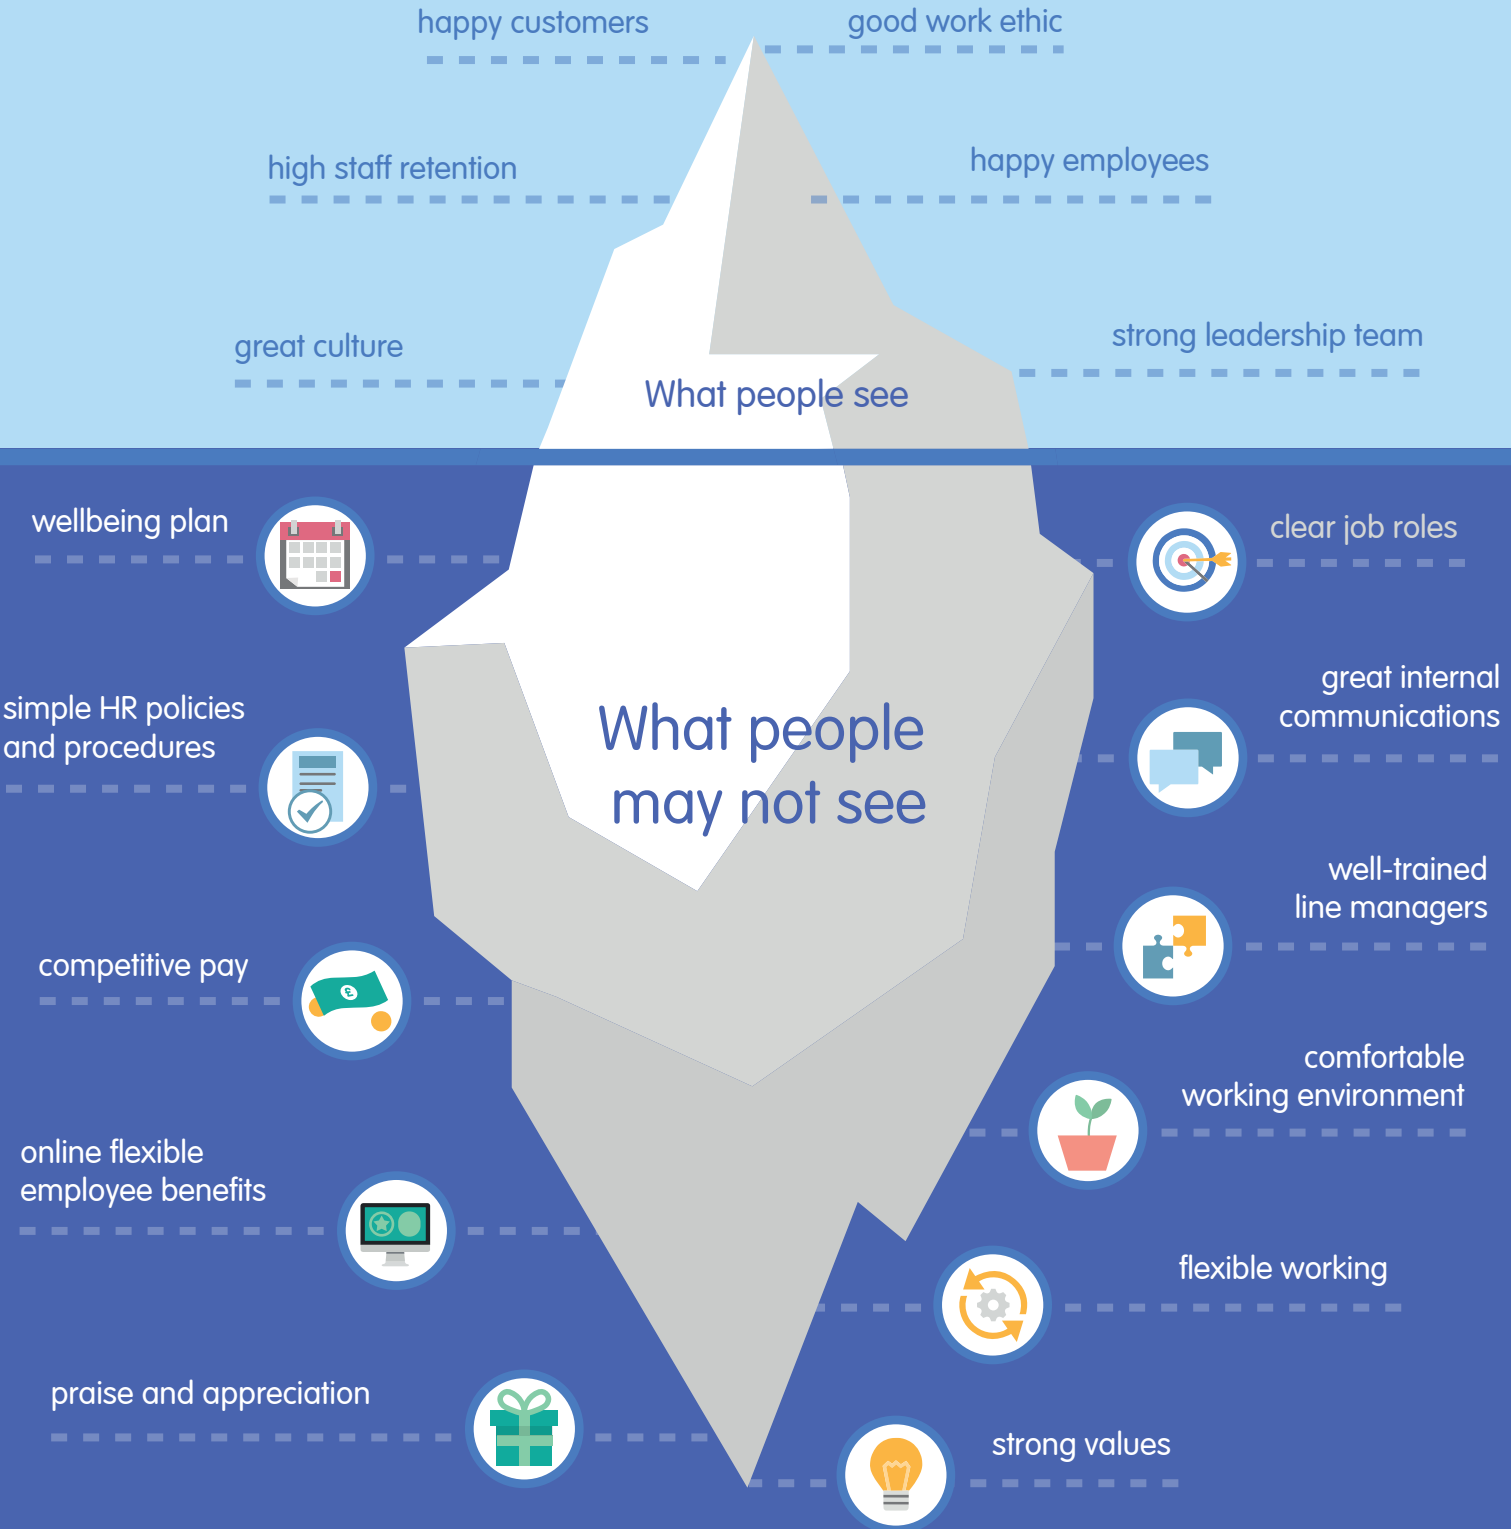 happy customers
good work ethic
high staff retention
happy employees
great culture
strong leadership team
What people see
wellbeing plan
clear job roles
simple HR policies
and procedures
great internal
communications
What people
may not see
well-trained
line managers
competitive pay
£
comfortable
working environment
online flexible
employee benefits
flexible working
praise and appreciation
strong values